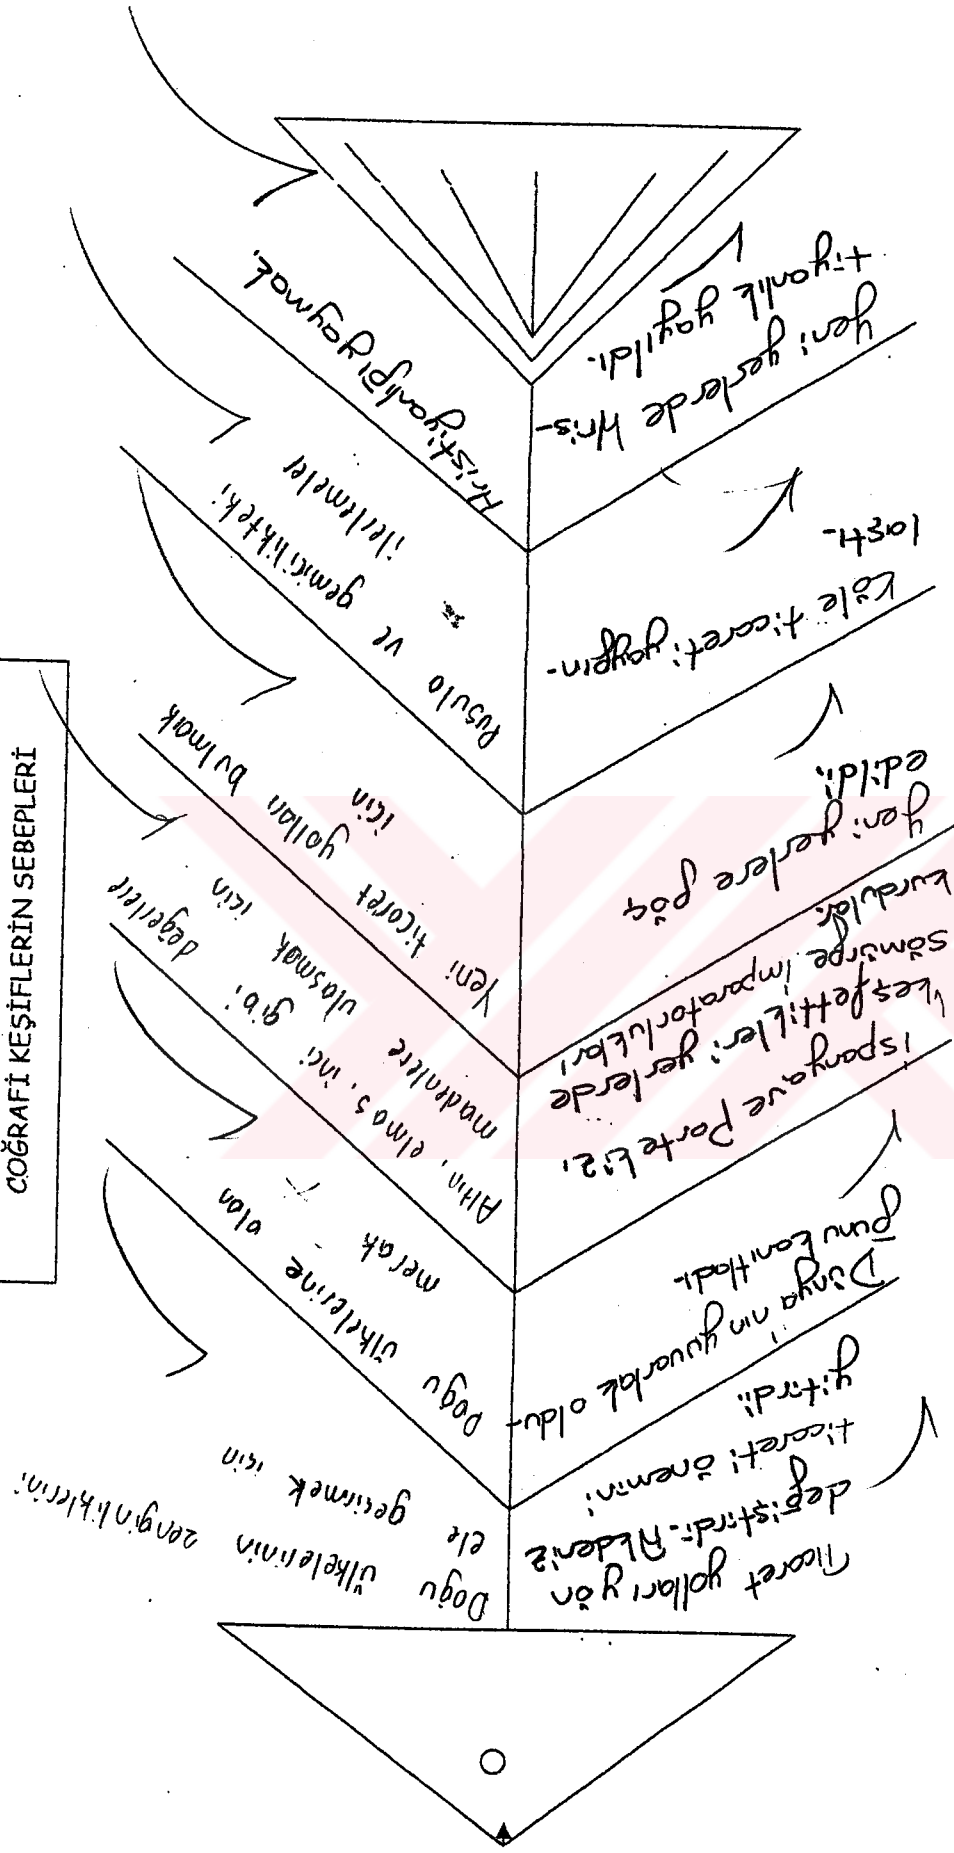 COĞRAFİ KEŞİFLERİN SEBEPLERİ
Doğu ülkelerinin zenginliklerini
ele geçirmek için
Doğu ülkelerine olan
merak
Altın, elmas, inci gibi değerlere
madenlere ulaşmak için
Yeni ticaret yolları bulmak
için
Pusula ve gemicilikteki
ilerlemeler
Hristiyanlığı yaymak.
Ticaret yolları yön
değiştirdi. Akdeniz
ticareti önemini
yitirdi.
Dünya'nın yuvarlak oldu-
ğunu kanıtladı.
İspanya ve Portekiz,
keşfettikleri yerlerde
sömürge imparatorlukları
kurdular.
Yeni yerlere göç
edildi.
Köle ticareti yaygın-
laştı.
Yeni yerlerde Hris-
tiyanlık yayıldı.